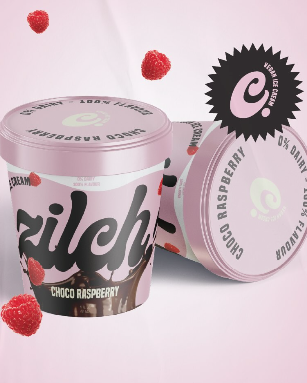 VEGAN ICE CREAM
0% DAIRY
100% FLAVOUR
CHOCO RASPBERRY
CREAM
zilch
CHOCO RASPBERRY
0% DAIRY
100% FLAVOUR
CHOCO RASPBERRY